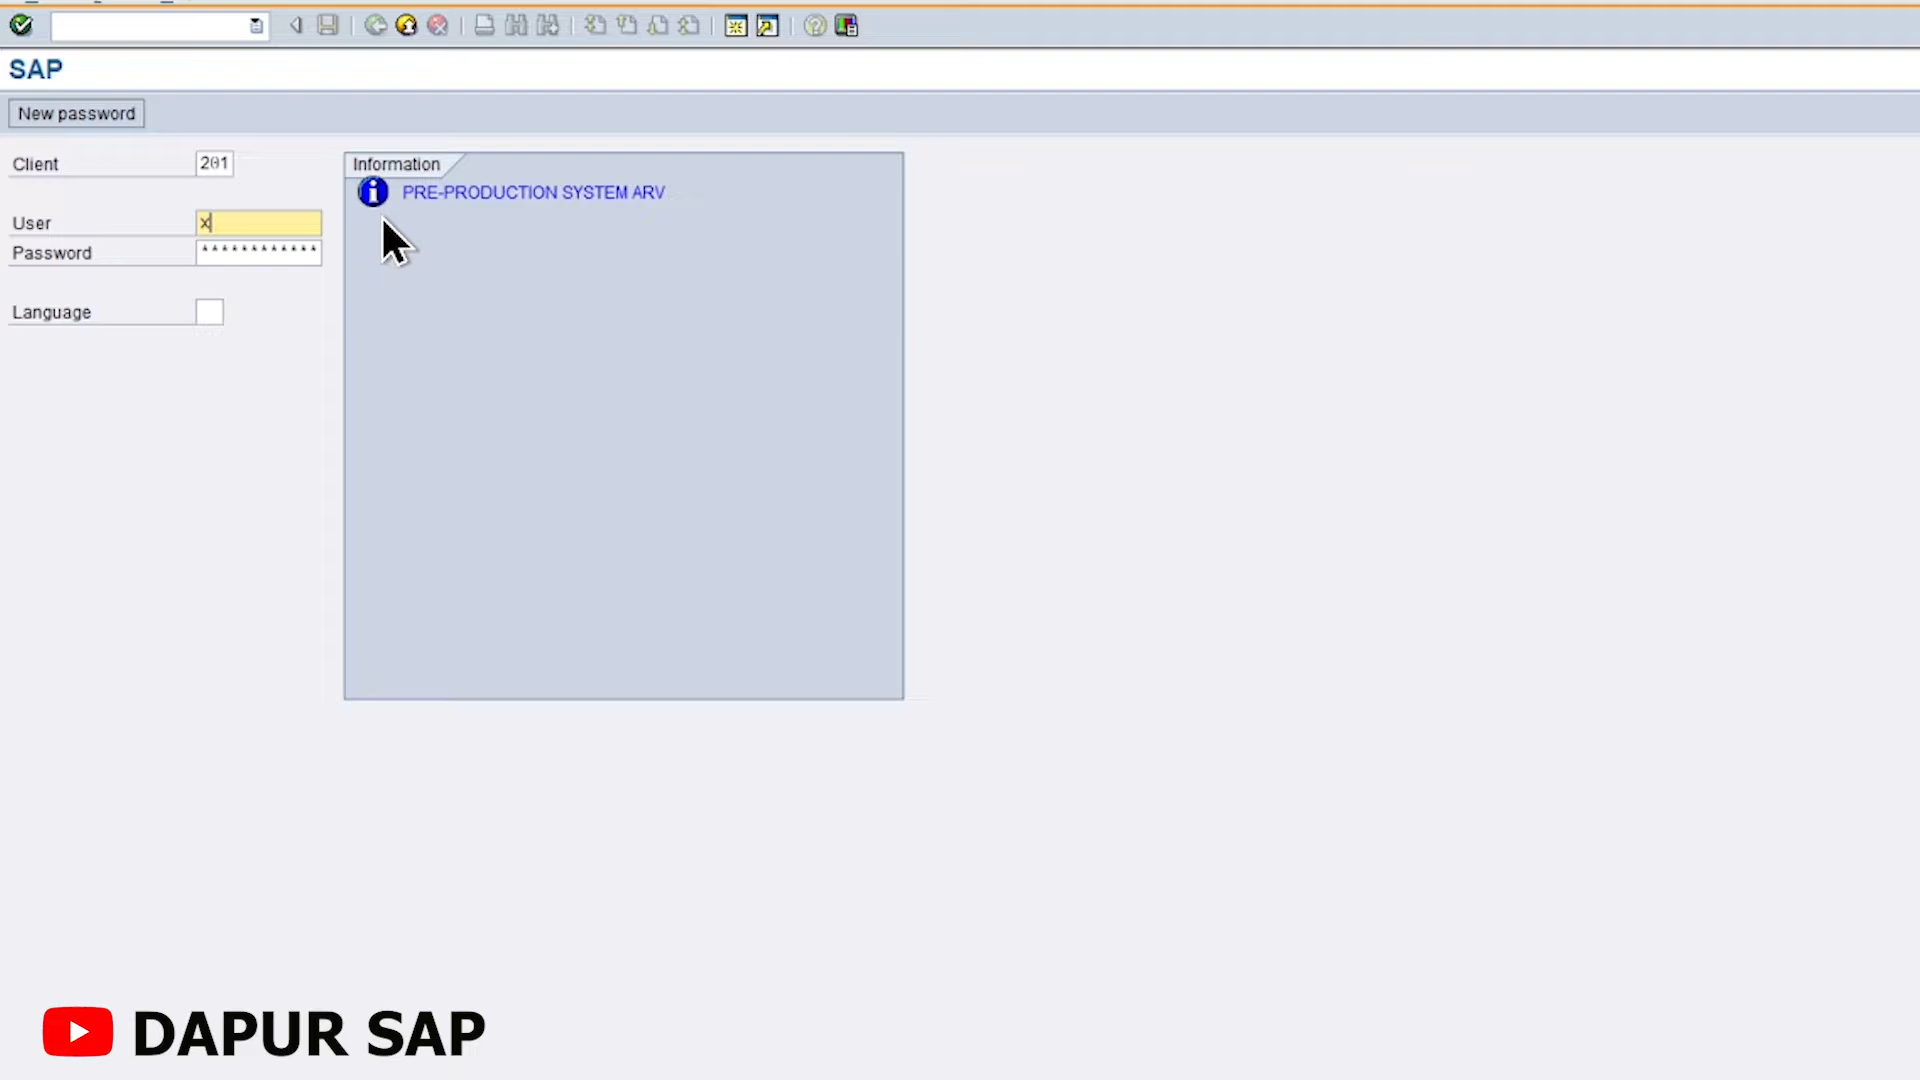 SAP
New password
Client 201
Information
PRE-PRODUCTION SYSTEM ARV
User x
Password ************
Language
DAPUR SAP